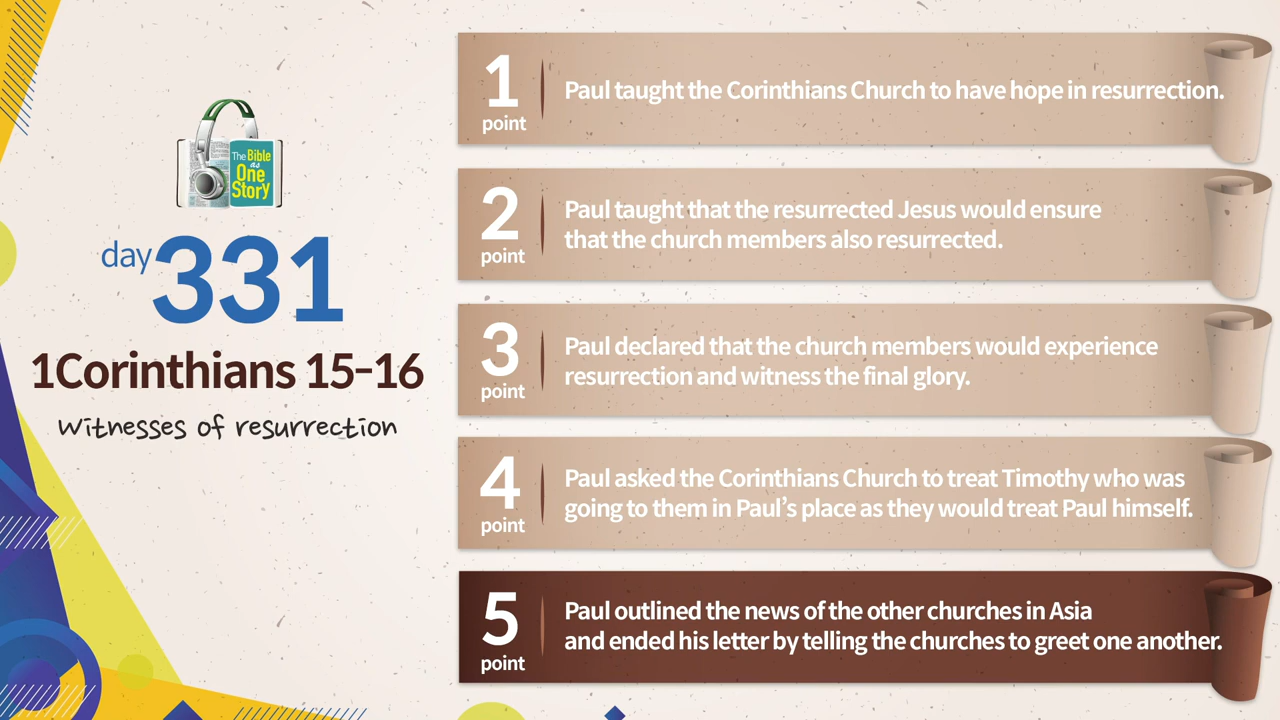 The Bible
as
One
Story
day 331
1Corinthians 15-16
Witnesses of resurrection
1
point
Paul taught the Corinthians Church to have hope in resurrection.
2
point
Paul taught that the resurrected Jesus would ensure
that the church members also resurrected.
3
point
Paul declared that the church members would experience
resurrection and witness the final glory.
4
point
Paul asked the Corinthians Church to treat Timothy who was
going to them in Paul's place as they would treat Paul himself.
5
point
Paul outlined the news of the other churches in Asia
and ended his letter by telling the churches to greet one another.